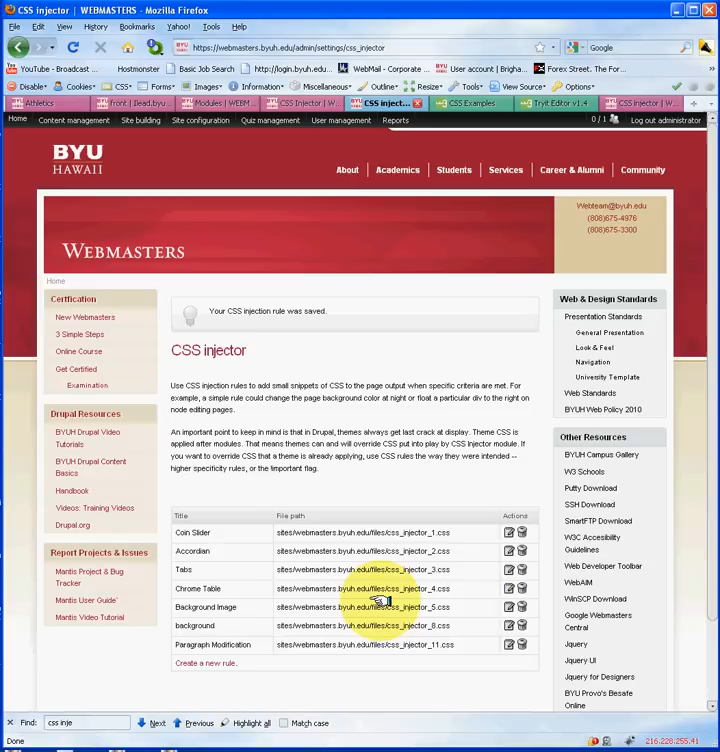 CSS injector | WEBMASTERS - Mozilla Firefox
File Edit View History Bookmarks Yahoo! Tools Help
https://webmasters.byuh.edu/admin/settings/css_injector
Google
YouTube - Broadcast ... Hostmonster Basic Job Search http://login.byuh.edu... WebMail - Corporate ... User account | Brigha... Forex Street. The For...
Disable Cookies CSS Forms Images Information Miscellaneous Outline Resize Tools View Source Options
Athletics front | Ilead.byu... Modules | WEBM... CSS Injector | W... CSS injec... CSS Examples Tryit Editor v1.4 CSS injector | W...
Home Content management Site building Site configuration Quiz management User management Reports 0 / 1 Log out administrator
BYU
HAWAII
About Academics Students Services Career & Alumni Community
WEBMASTERS
Webteam@byuh.edu
(808)675-4976
(808)675-3300
Home
Certfication
New Webmasters
3 Simple Steps
Online Course
Get Certified
Examination
Drupal Resources
BYUH Drupal Video
Tutorials
BYUH Drupal Content
Basics
Handbook
Videos: Training Videos
Drupal.org
Report Projects & Issues
Mantis Project & Bug
Tracker
Mantis User Guide'
Mantis Video Tutorial
Your CSS injection rule was saved.
CSS injector
Use CSS injection rules to add small snippets of CSS to the page output when specific criteria are met. For
example, a simple rule could change the page background color at night or float a particular div to the right on
node editing pages.
An important point to keep in mind is that in Drupal, themes always get last crack at display. Theme CSS is
applied after modules. That means themes can and will override CSS put into play by CSS Injector module. If
you want to override CSS that a theme is already applying, use CSS rules the way they were intended --
higher specificity rules, or the !important flag.
Title File path Actions
Coin Slider sites/webmasters.byuh.edu/files/css_injector_1.css
Accordian sites/webmasters.byuh.edu/files/css_injector_2.css
Tabs sites/webmasters.byuh.edu/files/css_injector_3.css
Chrome Table sites/webmasters.byuh.edu/files/css_injector_4.css
Background Image sites/webmasters.byuh.edu/files/css_injector_5.css
background sites/webmasters.byuh.edu/files/css_injector_8.css
Paragraph Modification sites/webmasters.byuh.edu/files/css_injector_11.css
Create a new rule.
Web & Design Standards
Presentation Standards
General Presentation
Look & Feel
Navigation
University Template
Web Standards
BYUH Web Policy 2010
Other Resources
BYUH Campus Gallery
W3 Schools
Putty Download
SSH Download
SmartFTP Download
W3C Accesibility
Guidelines
Web Developer Toolbar
WebAIM
WinSCP Download
Google Webmasters
Central
Jquery
Jquery UI
Jquery for Designers
BYU Provo's Besafe
Online
Find: css inje Next Previous Highlight all Match case
Done 216.228.255.41